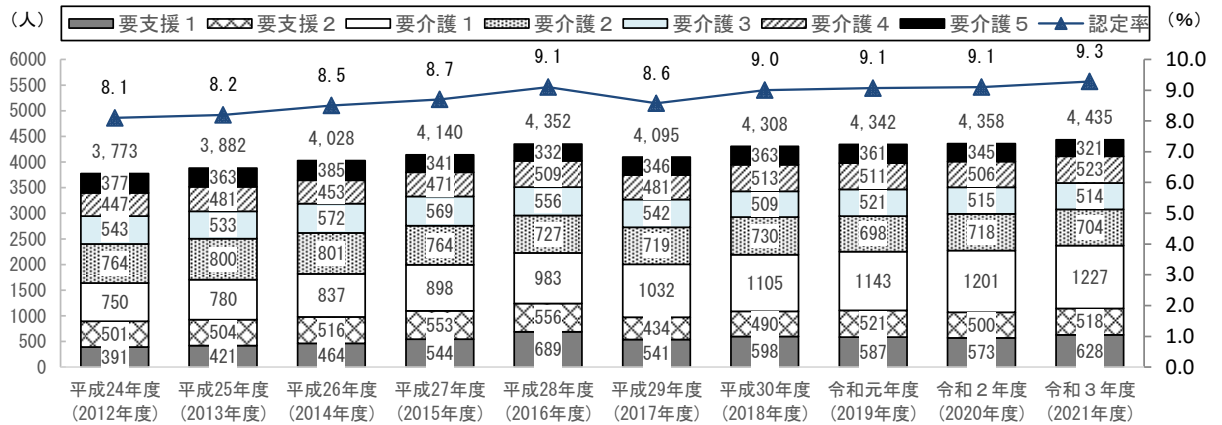 (人) 要支援1 要支援2 要介護1 要介護2 要介護3 要介護4 要介護5 認定率 (%)
6000 5500 5000 4500 4000 3500 3000 2500 2000 1500 1000 500 0
8.1 8.2 8.5 8.7 9.1 8.6 9.0 9.1 9.1 9.3
3,773 3,882 4,028 4,140 4,352 4,095 4,308 4,342 4,358 4,435
377 363 385 341 332 346 363 361 345 321
447 481 453 471 509 481 513 511 506 523
543 533 572 569 556 542 509 521 515 514
764 800 801 764 727 719 730 698 718 704
750 780 837 898 983 1032 1105 1143 1201 1227
501 504 516 553 556 434 490 521 500 518
391 421 464 544 689 541 598 587 573 628
10.0 9.0 8.0 7.0 6.0 5.0 4.0 3.0 2.0 1.0 0.0
平成24年度 平成25年度 平成26年度 平成27年度 平成28年度 平成29年度 平成30年度 令和元年度 令和2年度 令和3年度
(2012年度) (2013年度) (2014年度) (2015年度) (2016年度) (2017年度) (2018年度) (2019年度) (2020年度) (2021年度)